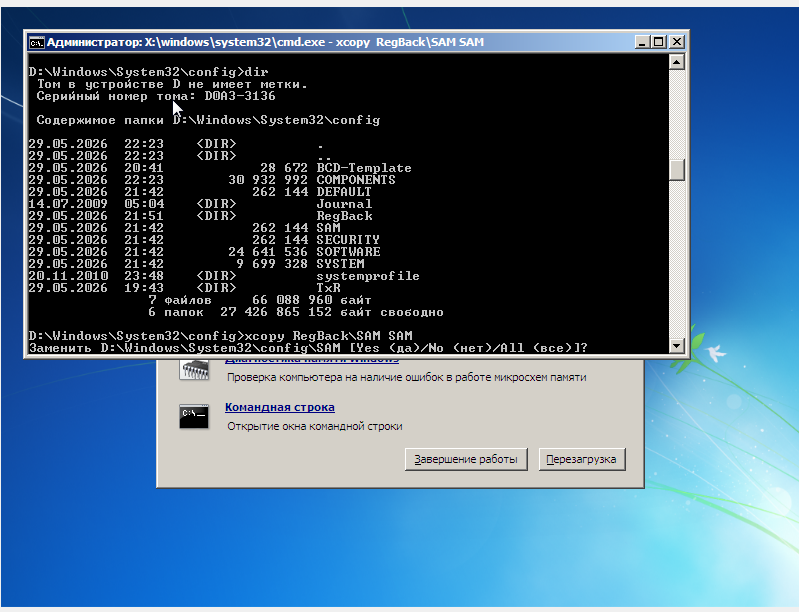 Администратор: X:\windows\system32\cmd.exe - xcopy RegBack\SAM SAM
D:\Windows\System32\config>dir
Том в устройстве D не имеет метки.
Серийный номер тома: D0A3-3136
Содержимое папки D:\Windows\System32\config
29.05.2026 22:23 <DIR> .
29.05.2026 22:23 <DIR> ..
29.05.2026 20:41 28 672 BCD-Template
29.05.2026 22:23 30 932 992 COMPONENTS
29.05.2026 21:42 262 144 DEFAULT
14.07.2009 05:04 <DIR> Journal
29.05.2026 21:51 <DIR> RegBack
29.05.2026 21:42 262 144 SAM
29.05.2026 21:42 262 144 SECURITY
29.05.2026 21:42 24 641 536 SOFTWARE
29.05.2026 21:42 9 699 328 SYSTEM
20.11.2010 23:48 <DIR> systemprofile
29.05.2026 19:43 <DIR> TxR
7 файлов 66 088 960 байт
6 папок 27 426 865 152 байт свободно
D:\Windows\System32\config>xcopy RegBack\SAM SAM
Заменить D:\Windows\System32\config\SAM [Yes (да)/No (нет)/All (все)]?
Диагностика памяти Windows
Проверка компьютера на наличие ошибок в работе микросхем памяти
C:\
Командная строка
Открытие окна командной строки
Завершение работы
Перезагрузка